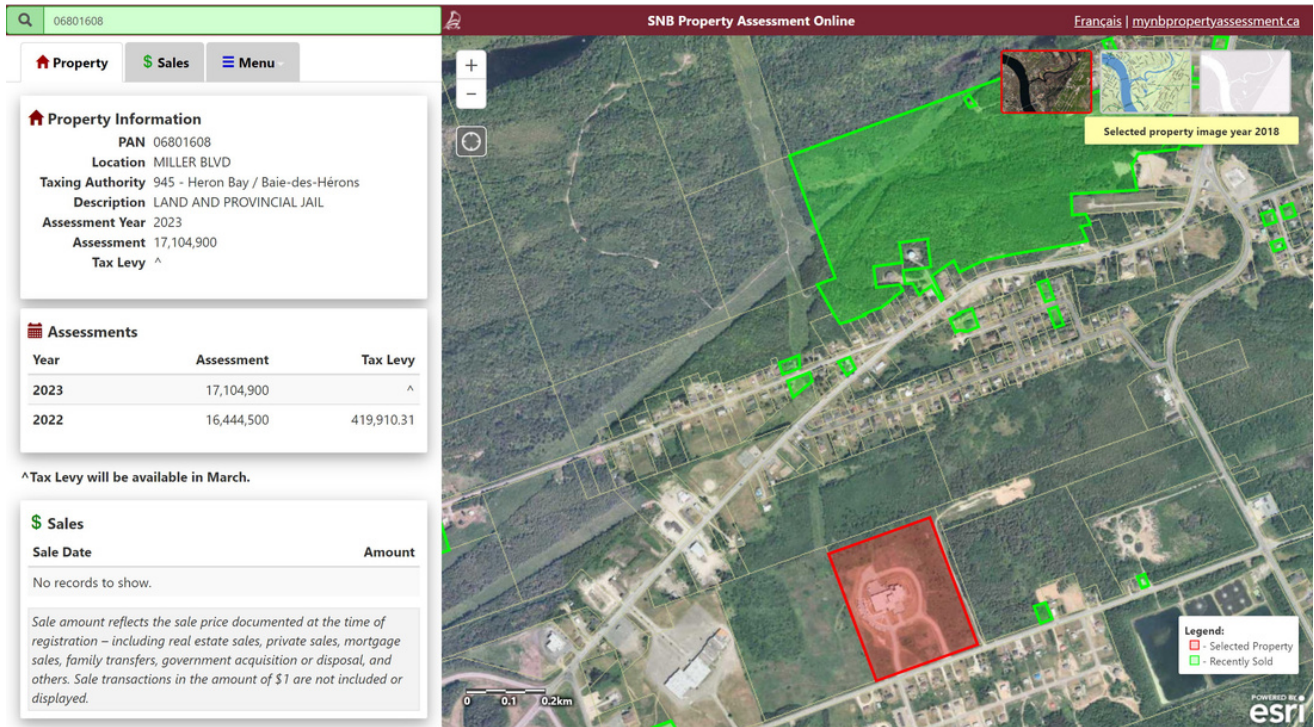 06801608
SNB Property Assessment Online
Français | mynbpropertyassessment.ca
Property
$ Sales
Menu
Property Information
PAN 06801608
Location MILLER BLVD
Taxing Authority 945 - Heron Bay / Baie-des-Hérons
Description LAND AND PROVINCIAL JAIL
Assessment Year 2023
Assessment 17,104,900
Tax Levy ^
Assessments
Year Assessment Tax Levy
2023 17,104,900 ^
2022 16,444,500 419,910.31
^Tax Levy will be available in March.
$ Sales
Sale Date Amount
No records to show.
Sale amount reflects the sale price documented at the time of
registration – including real estate sales, private sales, mortgage
sales, family transfers, government acquisition or disposal, and
others. Sale transactions in the amount of $1 are not included or
displayed.
+
−
Selected property image year 2018
Legend:
- Selected Property
- Recently Sold
0 0.1 0.2km
POWERED BY
esri